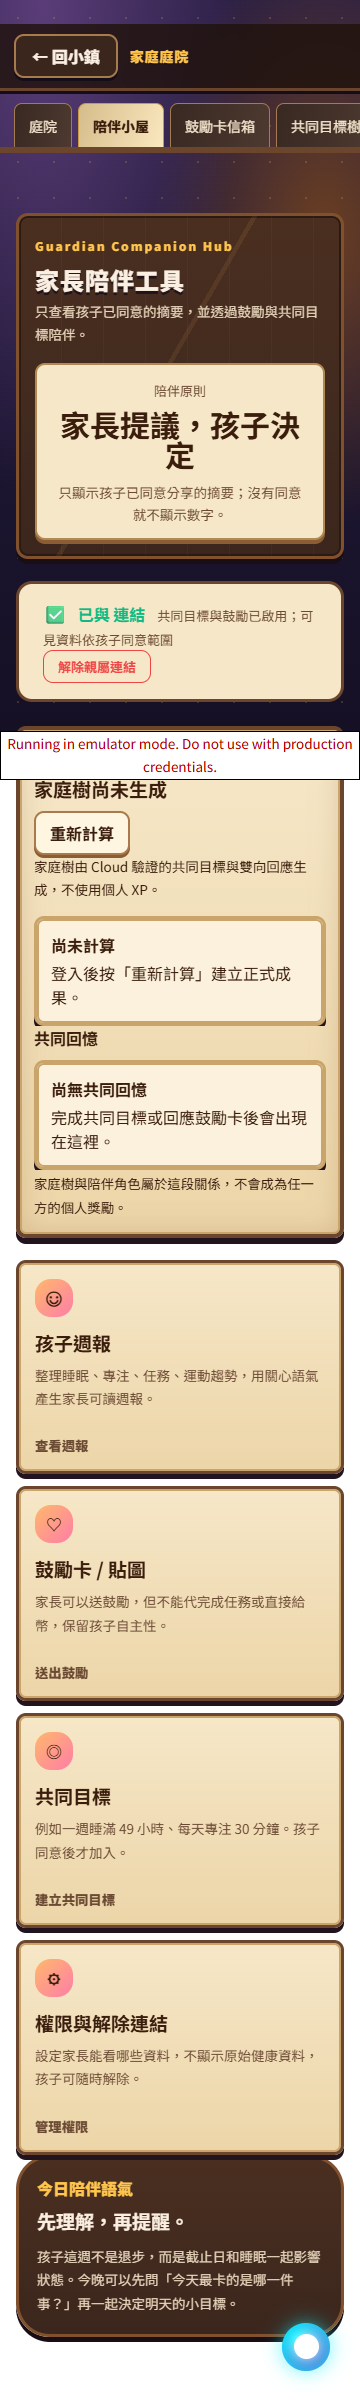 ← 回小鎮
家庭庭院
庭院
陪伴小屋
鼓勵卡信箱
共同目標樹
Guardian Companion Hub
家長陪伴工具
只查看孩子已同意的摘要，並透過鼓勵與共同目
標陪伴。
陪伴原則
家長提議，孩子決
定
只顯示孩子已同意分享的摘要；沒有同意
就不顯示數字。
已與 連結 共同目標與鼓勵已啟用；可
見資料依孩子同意範圍
解除親屬連結
Running in emulator mode. Do not use with production
credentials.
家庭樹尚未生成
重新計算
家庭樹由 Cloud 驗證的共同目標與雙向回應生
成，不使用個人 XP。
尚未計算
登入後按「重新計算」建立正式成
果。
共同回憶
尚無共同回憶
完成共同目標或回應鼓勵卡後會出現
在這裡。
家庭樹與陪伴角色屬於這段關係，不會成為任一
方的個人獎勵。
孩子週報
整理睡眠、專注、任務、運動趨勢，用關心語氣
產生家長可讀週報。
查看週報
鼓勵卡 / 貼圖
家長可以送鼓勵，但不能代完成任務或直接給
幣，保留孩子自主性。
送出鼓勵
共同目標
例如一週睡滿 49 小時、每天專注 30 分鐘。孩子
同意後才加入。
建立共同目標
權限與解除連結
設定家長能看哪些資料，不顯示原始健康資料，
孩子可隨時解除。
管理權限
今日陪伴語氣
先理解，再提醒。
孩子這週不是退步，而是截止日和睡眠一起影響
狀態。今晚可以先問「今天最卡的是哪一件
事？」再一起決定明天的小目標。